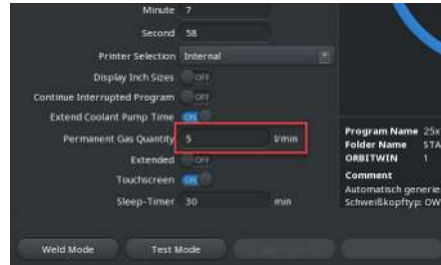 Minute 7
Second 58
Printer Selection Internal
Display Inch Sizes OFF
Continue Interrupted Program OFF
Extend Coolant Pump Time ON
Permanent Gas Quantity 5 l/min
Extended OFF
Touchscreen ON
Sleep-Timer 30 min
Program Name 25x
Folder Name STA
ORBITWIN 1
Comment
Automatisch generie
Schweißkopftyp: OW
Weld Mode Test Mode